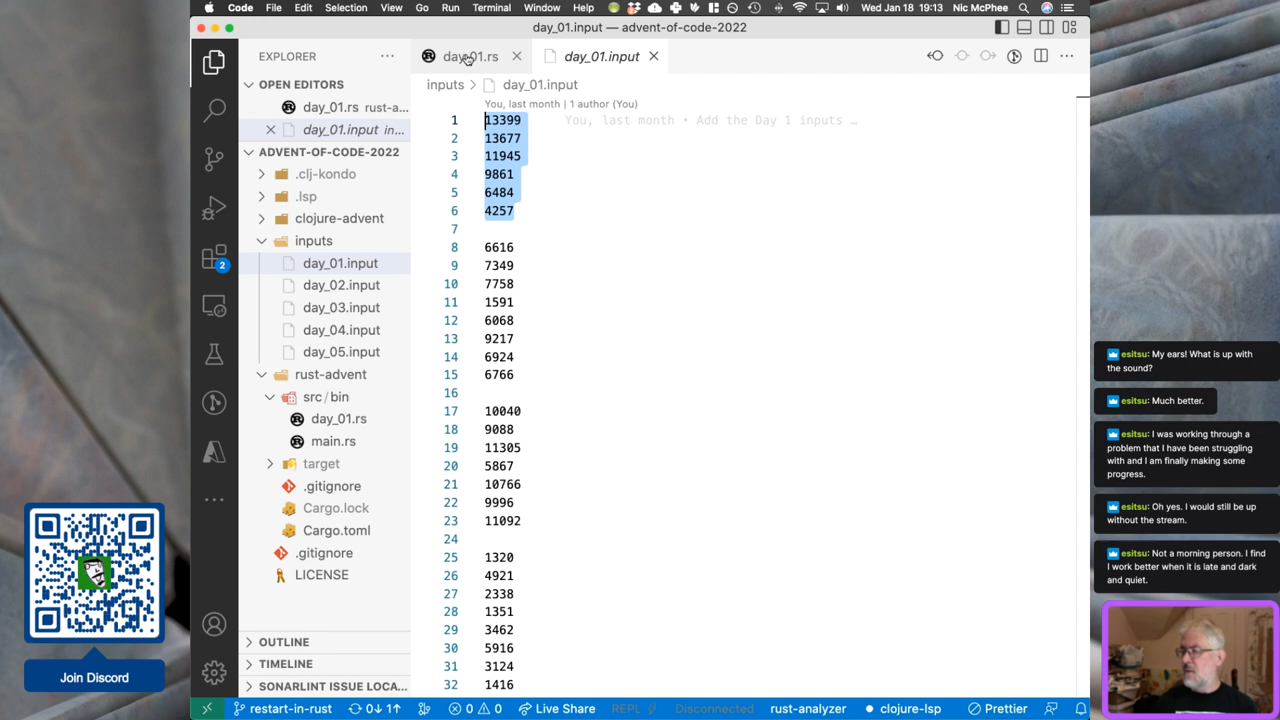 Code File Edit Selection View Go Run Terminal Window Help Wed Jan 18 19:13 Nic McPhee
day_01.input — advent-of-code-2022
EXPLORER
day_01.rs
day_01.input
OPEN EDITORS
day_01.rs rust-a...
day_01.input in...
ADVENT-OF-CODE-2022
.clj-kondo
.lsp
clojure-advent
inputs
day_01.input
day_02.input
day_03.input
day_04.input
day_05.input
rust-advent
src/bin
day_01.rs
main.rs
target
.gitignore
Cargo.lock
Cargo.toml
.gitignore
LICENSE
OUTLINE
TIMELINE
SONARLINT ISSUE LOCA...
2
inputs > day_01.input
You, last month | 1 author (You)
1 13399 You, last month • Add the Day 1 inputs …
2 13677
3 11945
4 9861
5 6484
6 4257
7
8 6616
9 7349
10 7758
11 1591
12 6068
13 9217
14 6924
15 6766
16
17 10040
18 9088
19 11305
20 5867
21 10766
22 9996
23 11092
24
25 1320
26 4921
27 2338
28 1351
29 3462
30 5916
31 3124
32 1416
restart-in-rust 0↓ 1↑ 0 0 Live Share REPL Disconnected rust-analyzer clojure-lsp Prettier
esitsu: My ears! What is up with
the sound?
esitsu: Much better.
esitsu: I was working through a
problem that I have been struggling
with and I am finally making some
progress.
esitsu: Oh yes. I would still be up
without the stream.
esitsu: Not a morning person. I find
I work better when it is late and dark
and quiet.
Join Discord